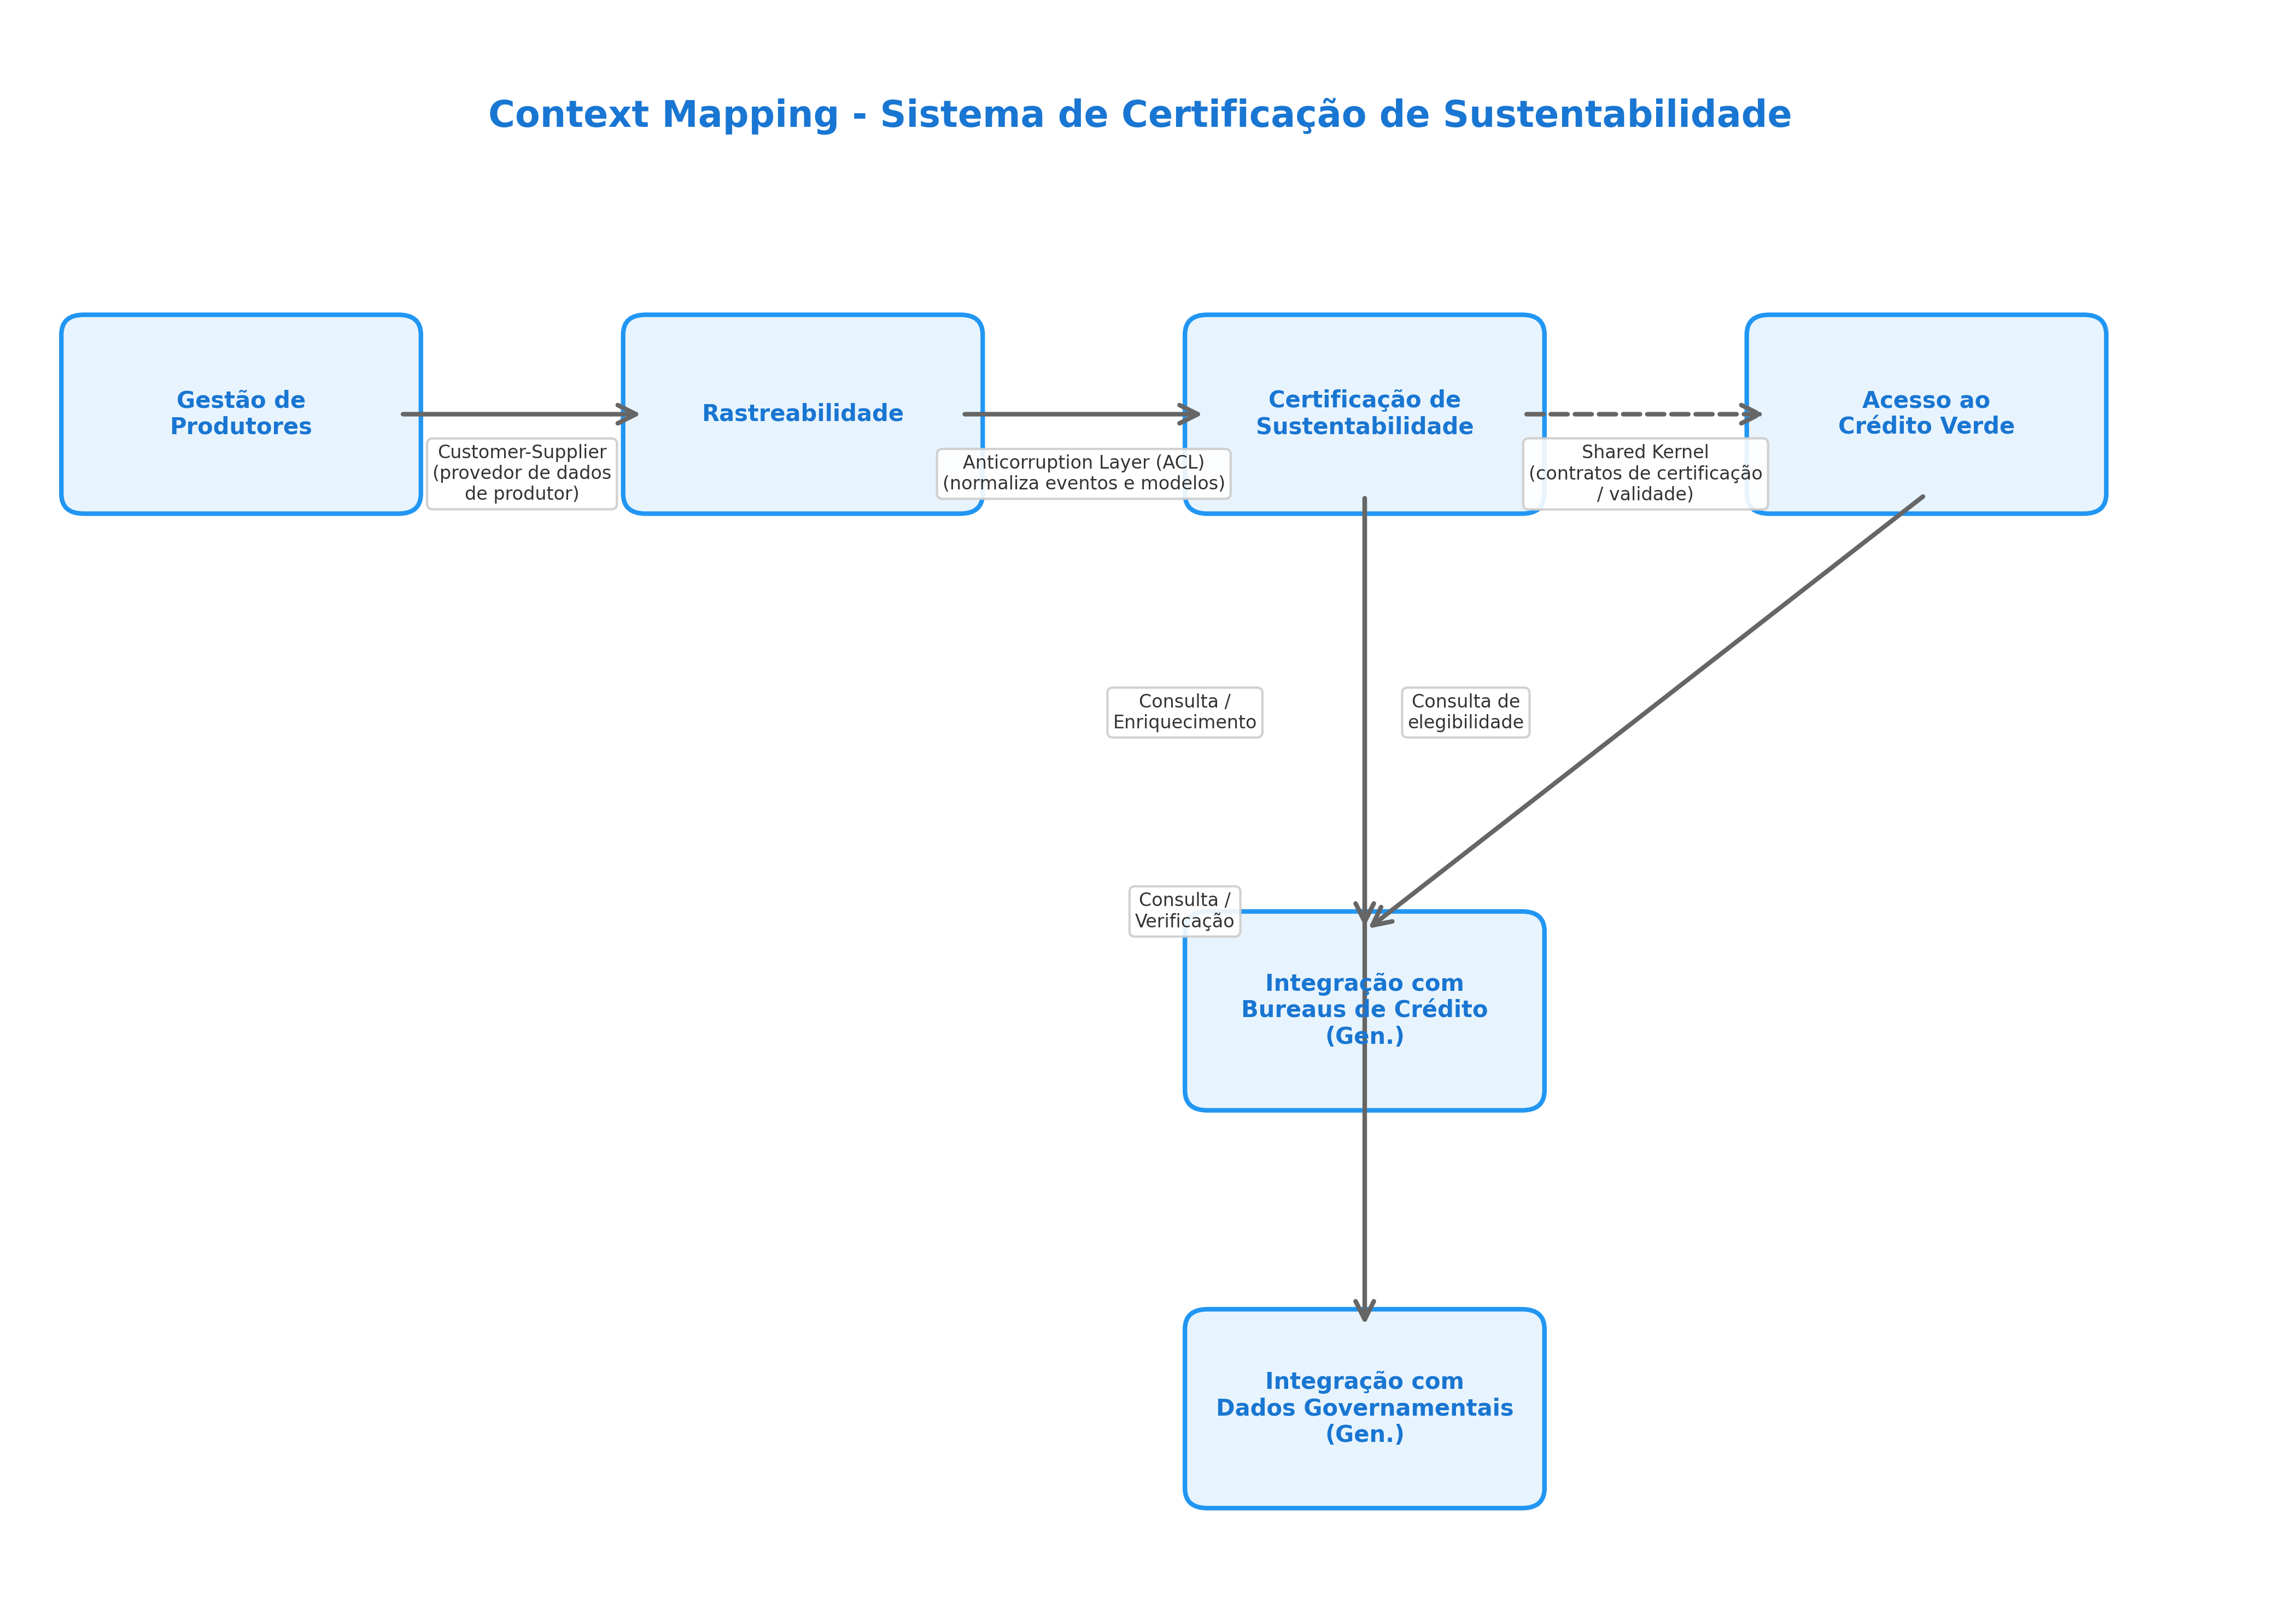 Context Mapping - Sistema de Certificação de Sustentabilidade
Gestão de
Produtores
Customer-Supplier
(provedor de dados
de produtor)
Rastreabilidade
Anticorruption Layer (ACL)
(normaliza eventos e modelos)
Certificação de
Sustentabilidade
Shared Kernel
(contratos de certificação
/ validade)
Acesso ao
Crédito Verde
Consulta /
Enriquecimento
Consulta de
elegibilidade
Consulta /
Verificação
Integração com
Bureaus de Crédito
(Gen.)
Integração com
Dados Governamentais
(Gen.)